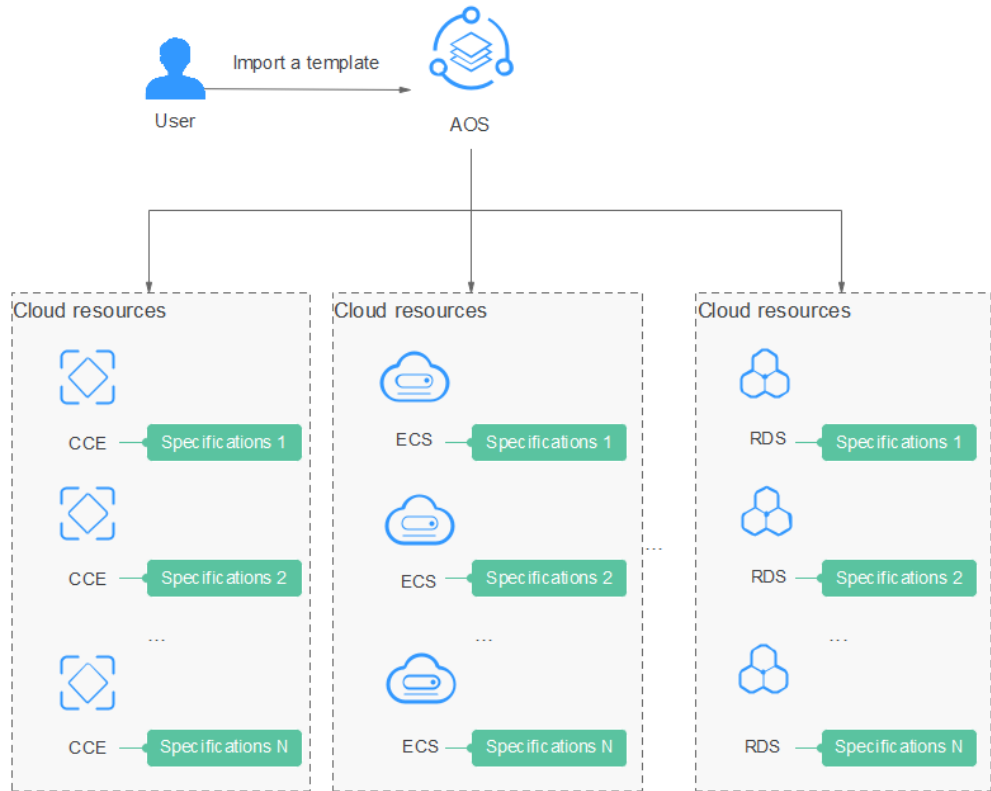 Import a template
User
AOS
Cloud resources
CCE
Specifications 1
CCE
Specifications 2
...
CCE
Specifications N
Cloud resources
ECS
Specifications 1
ECS
Specifications 2
...
ECS
Specifications N
...
Cloud resources
RDS
Specifications 1
RDS
Specifications 2
...
RDS
Specifications N